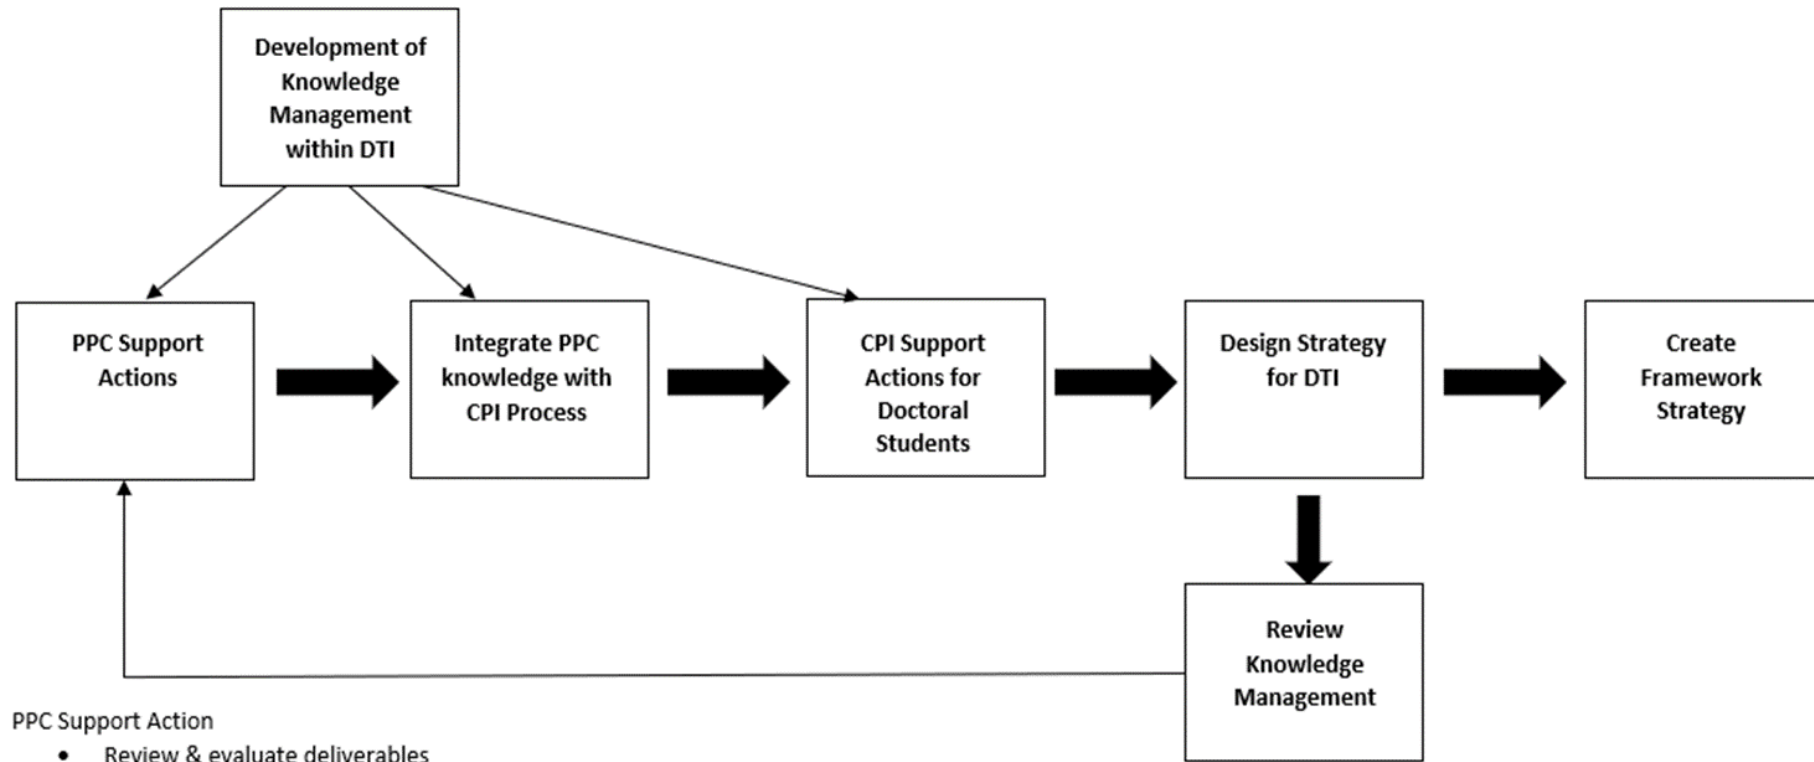 Development of
Knowledge
Management
within DTI
PPC Support
Actions
Integrate PPC
knowledge with
CPI Process
CPI Support
Actions for
Doctoral
Students
Design Strategy
for DTI
Create
Framework
Strategy
Review
Knowledge
Management
PPC Support Action
• Review & evaluate deliverables